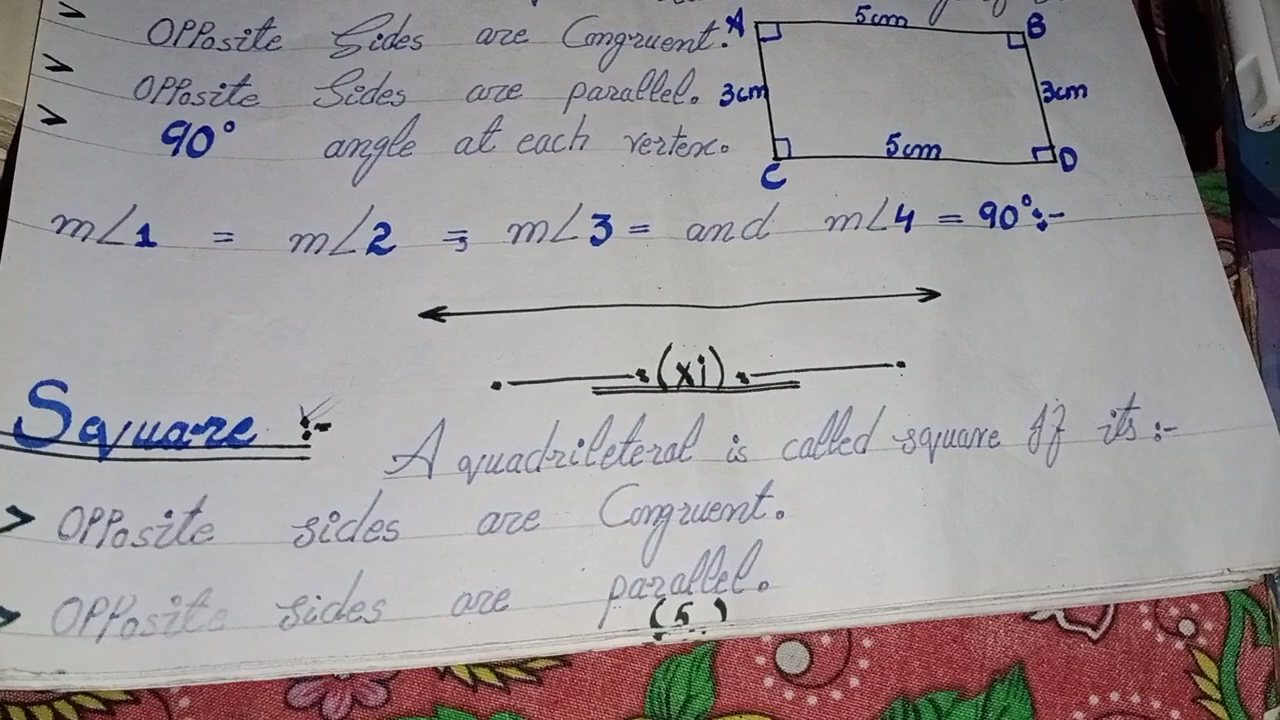 > OPPosite Sides are Congruent.
A 5cm B
> OPPosite Sides are parallel.
3cm 3cm
> 90° angle at each vertex.
5cm
C D
m∠1 = m∠2 = m∠3 = and m∠4 = 90°:-
(xi)
Square :-
A quadrileteral is called square If its :-
> OPPosite sides are Congruent.
> OPPosite sides are parallel.
(5)